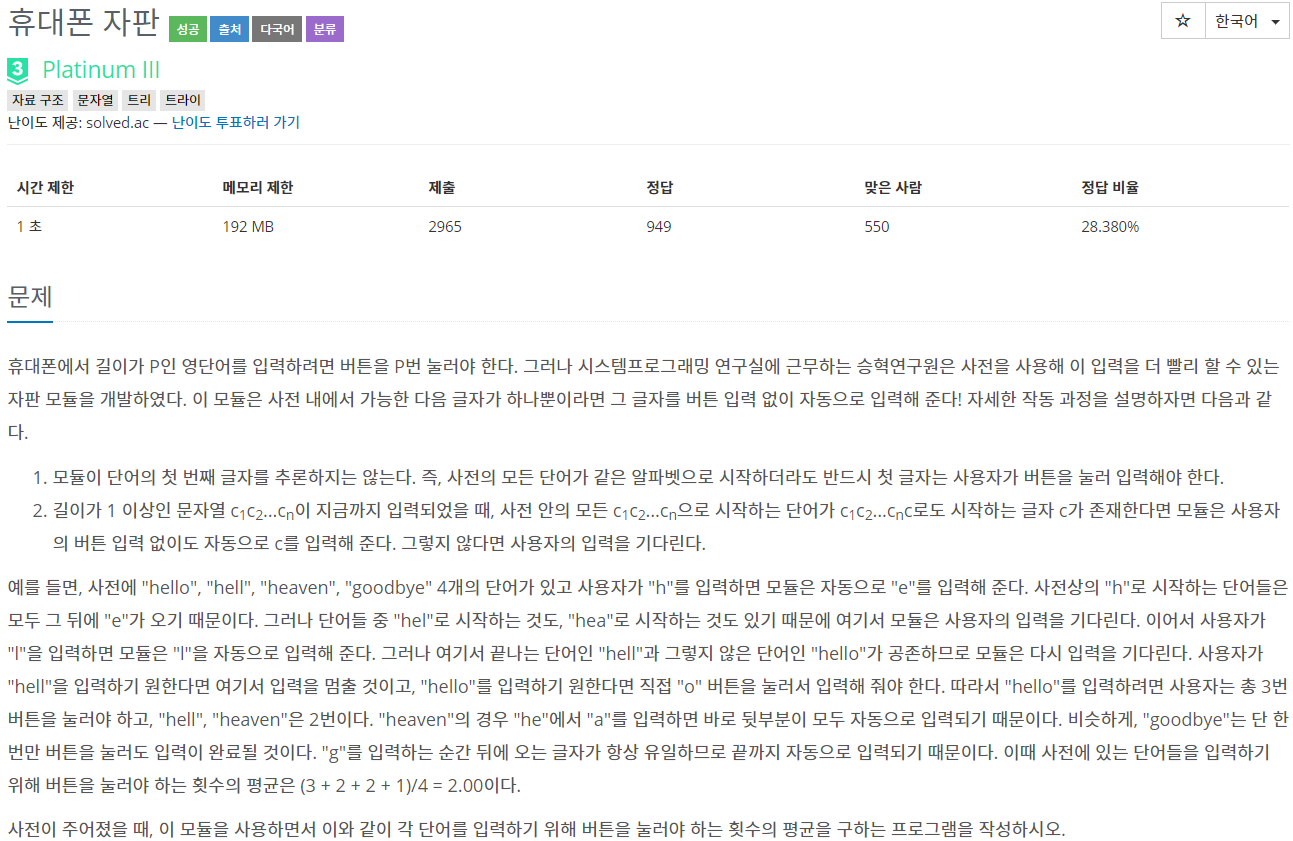 휴대폰 자판 성공 출처 다국어 분류 ☆ 한국어
3 Platinum III
자료 구조 문자열 트리 트라이
난이도 제공: solved.ac — 난이도 투표하러 가기
시간 제한 메모리 제한 제출 정답 맞은 사람 정답 비율
1 초 192 MB 2965 949 550 28.380%
문제
휴대폰에서 길이가 P인 영단어를 입력하려면 버튼을 P번 눌러야 한다. 그러나 시스템프로그래밍 연구실에 근무하는 승혁연구원은 사전을 사용해 이 입력을 더 빨리 할 수 있는
자판 모듈을 개발하였다. 이 모듈은 사전 내에서 가능한 다음 글자가 하나뿐이라면 그 글자를 버튼 입력 없이 자동으로 입력해 준다! 자세한 작동 과정을 설명하자면 다음과 같
다.
1. 모듈이 단어의 첫 번째 글자를 추론하지는 않는다. 즉, 사전의 모든 단어가 같은 알파벳으로 시작하더라도 반드시 첫 글자는 사용자가 버튼을 눌러 입력해야 한다.
2. 길이가 1 이상인 문자열 c1c2...cn이 지금까지 입력되었을 때, 사전 안의 모든 c1c2...cn으로 시작하는 단어가 c1c2...cnc로도 시작하는 글자 c가 존재한다면 모듈은 사용자
의 버튼 입력 없이도 자동으로 c를 입력해 준다. 그렇지 않다면 사용자의 입력을 기다린다.
예를 들면, 사전에 "hello", "hell", "heaven", "goodbye" 4개의 단어가 있고 사용자가 "h"를 입력하면 모듈은 자동으로 "e"를 입력해 준다. 사전상의 "h"로 시작하는 단어들은
모두 그 뒤에 "e"가 오기 때문이다. 그러나 단어들 중 "hel"로 시작하는 것도, "hea"로 시작하는 것도 있기 때문에 여기서 모듈은 사용자의 입력을 기다린다. 이어서 사용자가
"l"을 입력하면 모듈은 "l"을 자동으로 입력해 준다. 그러나 여기서 끝나는 단어인 "hell"과 그렇지 않은 단어인 "hello"가 공존하므로 모듈은 다시 입력을 기다린다. 사용자가
"hell"을 입력하기 원한다면 여기서 입력을 멈출 것이고, "hello"를 입력하기 원한다면 직접 "o" 버튼을 눌러서 입력해 줘야 한다. 따라서 "hello"를 입력하려면 사용자는 총 3번
버튼을 눌러야 하고, "hell", "heaven"은 2번이다. "heaven"의 경우 "he"에서 "a"를 입력하면 바로 뒷부분이 모두 자동으로 입력되기 때문이다. 비슷하게, "goodbye"는 단 한
번만 버튼을 눌러도 입력이 완료될 것이다. "g"를 입력하는 순간 뒤에 오는 글자가 항상 유일하므로 끝까지 자동으로 입력되기 때문이다. 이때 사전에 있는 단어들을 입력하기
위해 버튼을 눌러야 하는 횟수의 평균은 (3 + 2 + 2 + 1)/4 = 2.00이다.
사전이 주어졌을 때, 이 모듈을 사용하면서 이와 같이 각 단어를 입력하기 위해 버튼을 눌러야 하는 횟수의 평균을 구하는 프로그램을 작성하시오.